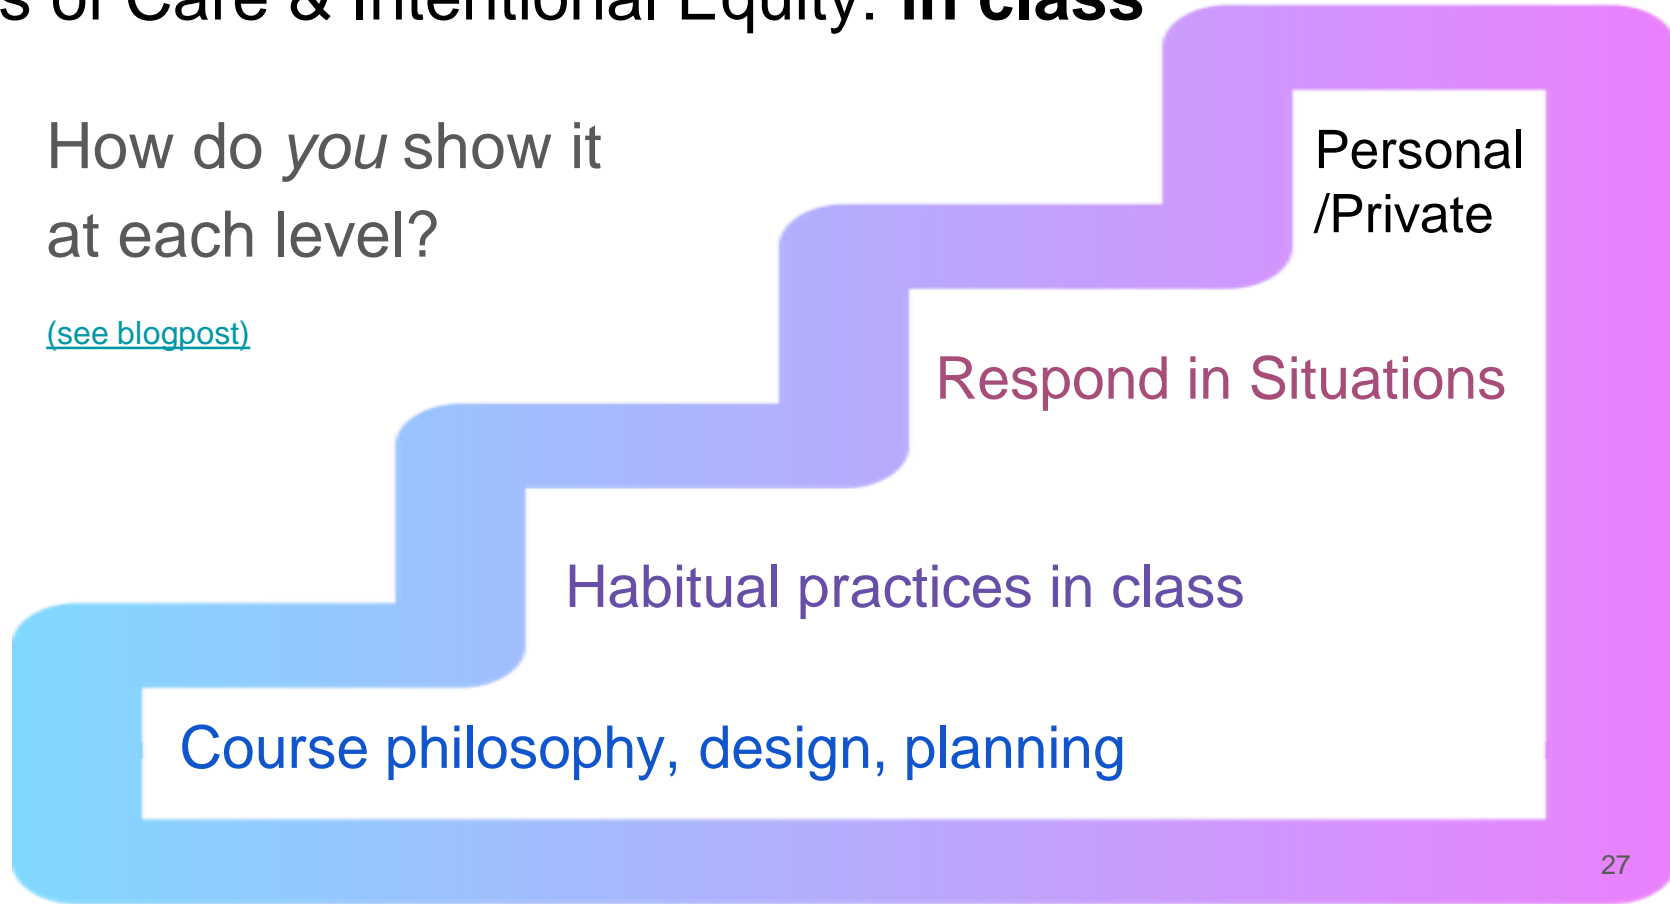 s of Care & Intentional Equity: in class
How do you show it
at each level?
(see blogpost)
Personal
/Private
Respond in Situations
Habitual practices in class
Course philosophy, design, planning
27